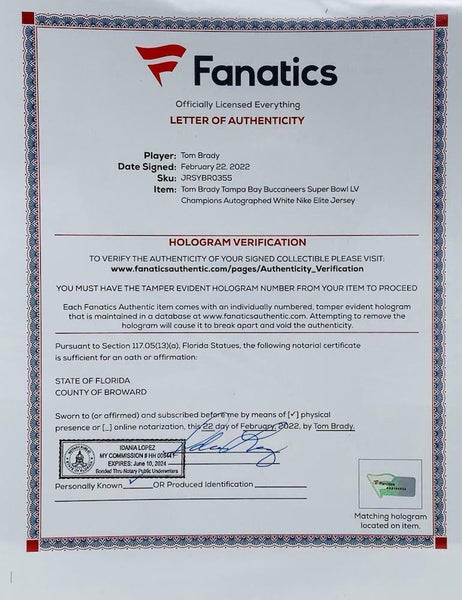 Fanatics
Officially Licensed Everything
LETTER OF AUTHENTICITY
Player: Tom Brady
Date Signed: February 22, 2022
Sku: JRSYBR0355
Item: Tom Brady Tampa Bay Buccaneers Super Bowl LV
Champions Autographed White Nike Elite Jersey
HOLOGRAM VERIFICATION
TO VERIFY THE AUTHENTICITY OF YOUR SIGNED COLLECTIBLE PLEASE VISIT:
www.fanaticsauthentic.com/pages/Authenticity_Verification
YOU MUST HAVE THE TAMPER EVIDENT HOLOGRAM NUMBER FROM YOUR ITEM TO PROCEED
Each Fanatics Authentic item comes with an individually numbered, tamper evident hologram
that is maintained in a database at www.fanaticsauthentic.com. Attempting to remove the
hologram will cause it to break apart and void the authenticity.
Pursuant to Section 117.05(13)(a), Florida Statues, the following notarial certificate
is sufficient for an oath or affirmation:
STATE OF FLORIDA
COUNTY OF BROWARD
Sworn to (or affirmed) and subscribed before me by means of [✓] physical
presence or [_] online notarization, this 22 day of February, 2022, by Tom Brady.
IDANIA LOPEZ
MY COMMISSION # HH
EXPIRES: June 10, 2024
Bonded Thru Notary Public Underwriters
Personally Known ✓ OR Produced Identification
Fanatics
AUTHENTIC
Matching hologram
located on item.